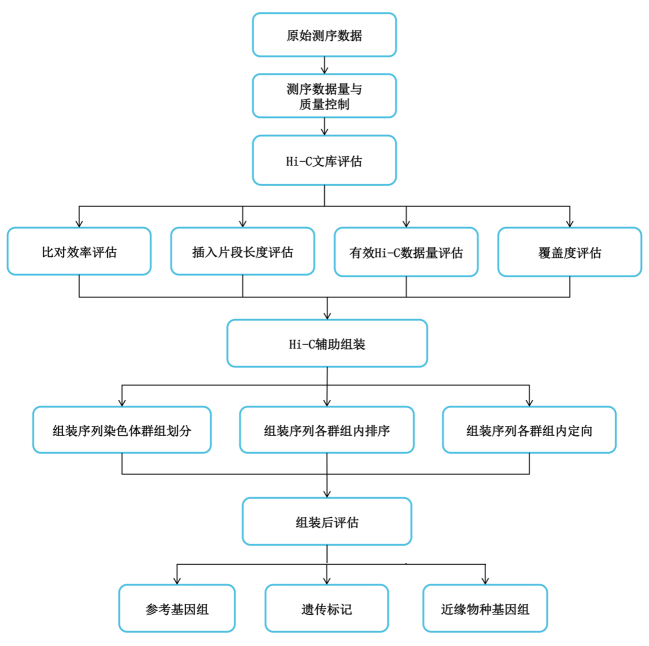 原始测序数据
测序数据量与
质量控制
Hi-C文库评估
比对效率评估
插入片段长度评估
有效Hi-C数据量评估
覆盖度评估
Hi-C辅助组装
组装序列染色体群组划分
组装序列各群组内排序
组装序列各群组内定向
组装后评估
参考基因组
遗传标记
近缘物种基因组